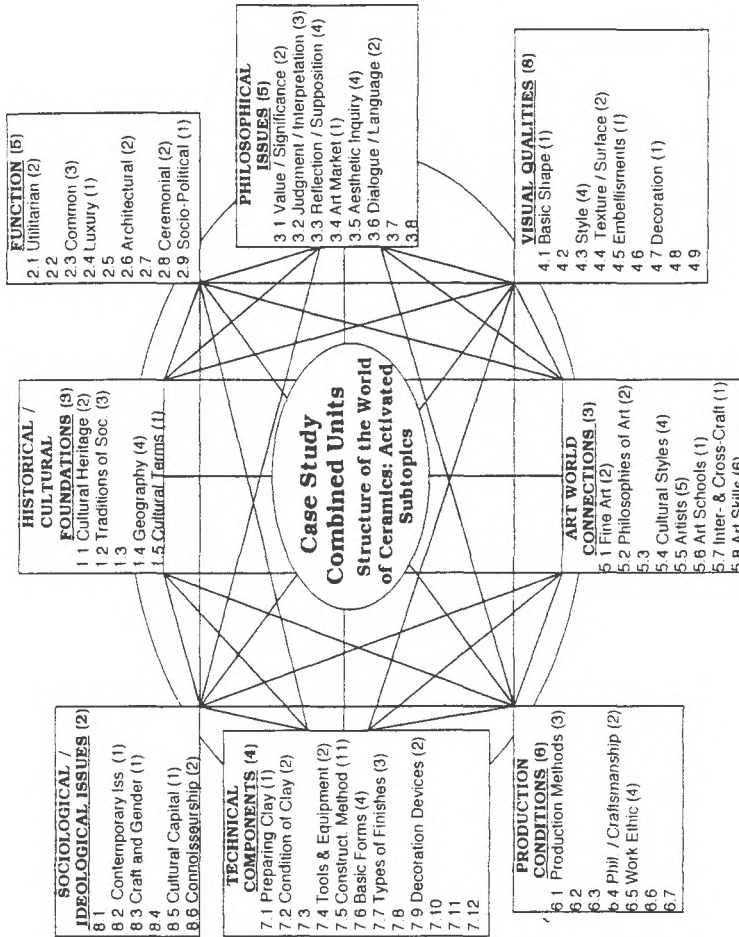 SOCIOLOGICAL /
IDEOLOGICAL ISSUES (2)
8.1
8 2 Contemporary Iss (1)
8 3 Craft and Gender (1)
8 4
8 5 Cultural Capital (1)
8.6 Connoisseurship (2)
HISTORICAL /
CULTURAL
FOUNDATIONS (3)
1 1 Cultural Heritage (2)
1 2 Traditions of Soc (3)
1 3
1 4 Geography (4)
1.5 Cultural Terms (1)
FUNCTION (5)
2.1 Utilitarian (2)
2 2
2.3 Common (3)
2 4 Luxury (1)
2.5
2.6 Architectural (2)
2.7
2.8 Ceremonial (2)
2.9 Socio-Political (1)
TECHNICAL
COMPONENTS (4)
7.1 Preparing Clay (1)
7.2 Condition of Clay (2)
7.3
7.4 Tools & Equipment (2)
7.5 Construct. Method (11)
7 6 Basic Forms (4)
7.7 Types of Finishes (3)
7.8
7 9 Decoration Devices (2)
7.10
7.11
7.12
Case Study
Combined Units
Structure of the World
of Ceramics: Activated
Subtopics
PHILOSOPHICAL
ISSUES (5)
3 1 Value / Significance (2)
3.2 Judgment / Interpretation (3)
3.3 Reflection / Supposition (4)
3.4 Art Market (1)
3.5 Aesthetic Inquiry (4)
3.6 Dialogue / Language (2)
3.7
3.8
PRODUCTION
CONDITIONS (6)
6 1 Production Methods (3)
6.2
6.3
6 4 Phil. / Craftsmanship (2)
6.5 Work Ethic (4)
6.6
6.7
ART WORLD
CONNECTIONS (3)
5 1 Fine Art (2)
5.2 Philosophies of Art (2)
5.3
5.4 Cultural Styles (4)
5.5 Artists (5)
5.6 Art Schools (1)
5.7 Inter- & Cross-Craft (1)
5.8 Art Skills (6)
VISUAL QUALITIES (8)
4.1 Basic Shape (1)
4 2
4.3 Style (4)
4.4 Texture / Surface (2)
4 5 Embellisments (1)
4 6
4 7 Decoration (1)
4 8
4.9